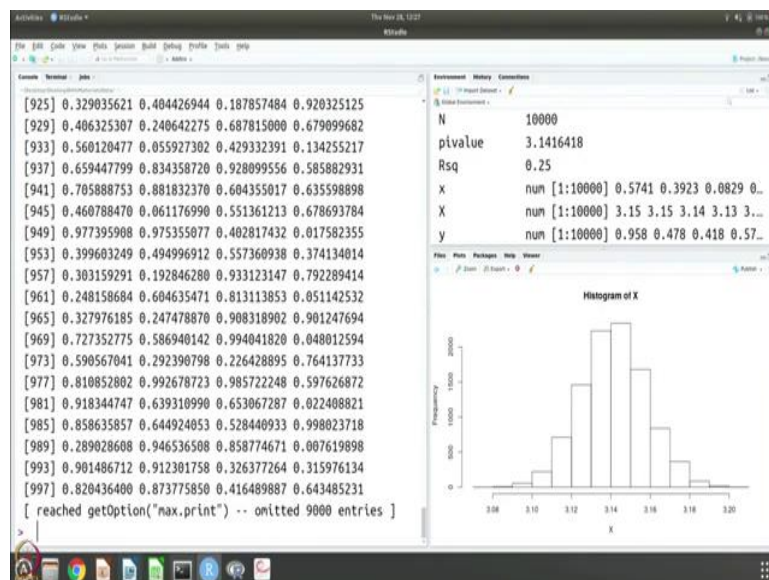 Activities RStudio Thu Nov 28, 12:27
RStudio
File Edit Code View Plots Session Build Debug Profile Tools Help
Addins
Console Terminal Jobs
[925] 0.329035621 0.404426944 0.187857484 0.920325125
[929] 0.406325307 0.240642275 0.687815000 0.679099682
[933] 0.560120477 0.055927302 0.429332391 0.134255217
[937] 0.659447799 0.834358720 0.928099556 0.585882931
[941] 0.705888753 0.881832370 0.604355017 0.635598898
[945] 0.460788470 0.061176990 0.551361213 0.678693784
[949] 0.977395908 0.975355077 0.402817432 0.017582355
[953] 0.399603249 0.494996912 0.557360938 0.374134014
[957] 0.303159291 0.192846280 0.933123147 0.792289414
[961] 0.248158684 0.604635471 0.813113853 0.051142532
[965] 0.327976185 0.247478870 0.908318902 0.901247694
[969] 0.727352775 0.586940142 0.994041820 0.048012594
[973] 0.590567041 0.292390798 0.226428895 0.764137733
[977] 0.810852802 0.992678723 0.985722248 0.597626872
[981] 0.918344747 0.639310990 0.653067287 0.022408821
[985] 0.858635857 0.644924053 0.528440933 0.998023718
[989] 0.289028608 0.946536508 0.858774671 0.007619898
[993] 0.901486712 0.912301758 0.326377264 0.315976134
[997] 0.820436400 0.873775850 0.416489887 0.643485231
[ reached getOption("max.print") -- omitted 9000 entries ]
>
Environment History Connections
Import Dataset
Global Environment
N 10000
pivalue 3.1416418
Rsq 0.25
x num [1:10000] 0.5741 0.3923 0.0829 0…
X num [1:10000] 3.15 3.15 3.14 3.13 3.…
y num [1:10000] 0.958 0.478 0.418 0.57…
Files Plots Packages Help Viewer
Zoom Export
Histogram of X
Frequency
2000
1500
1000
500
0
3.08 3.10 3.12 3.14 3.16 3.18 3.20
X